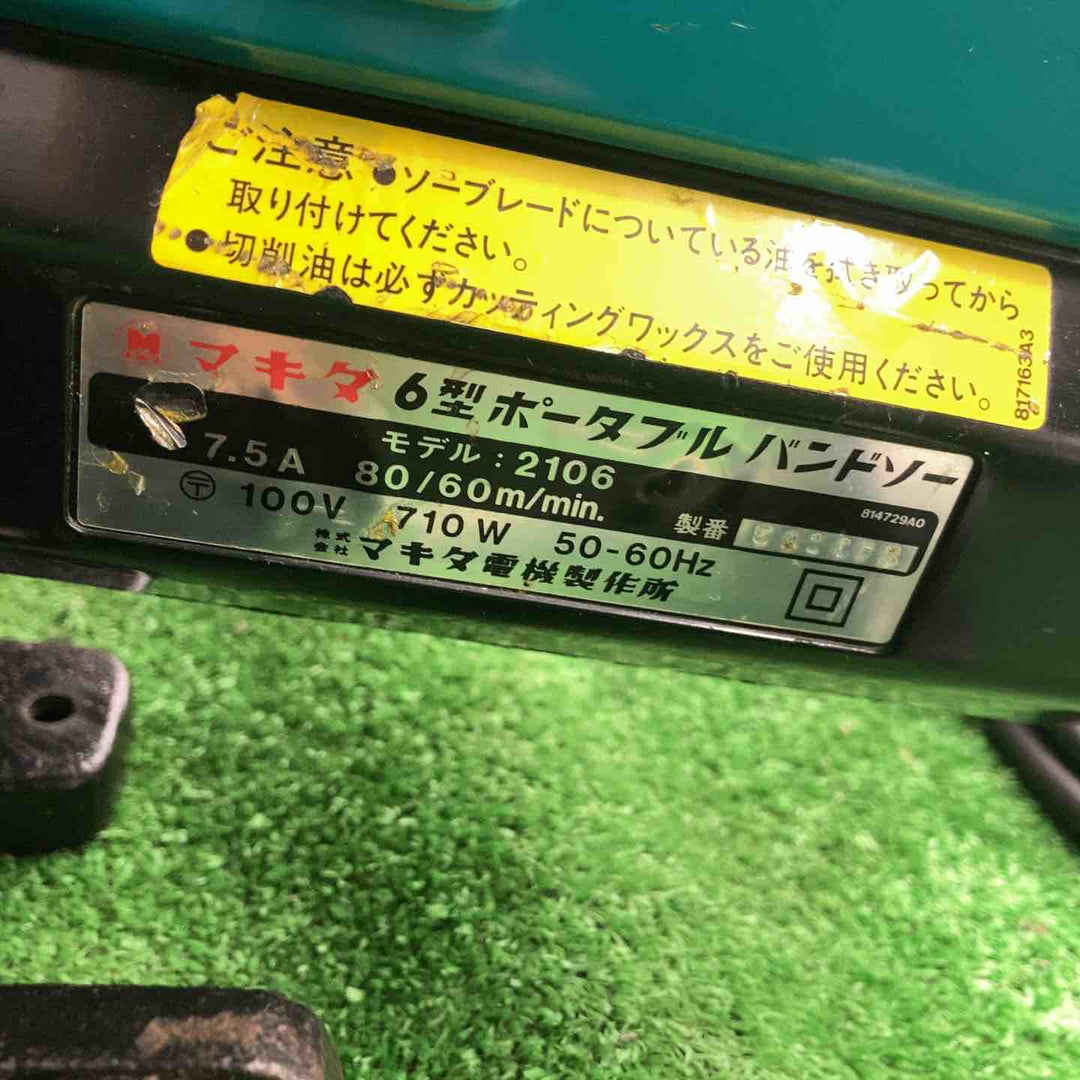 ご注意 ●ソーブレードについている油を拭き取ってから
取り付けてください。
●切削油は必ずカッティングワックスをご使用ください。
817163A3
マキタ 6型ポータブル バンドソー
モデル：2106
7.5A 80/60m/min.
814729A0
製番
〒 100V 710W 50-60Hz
株式会社 マキタ電機製作所